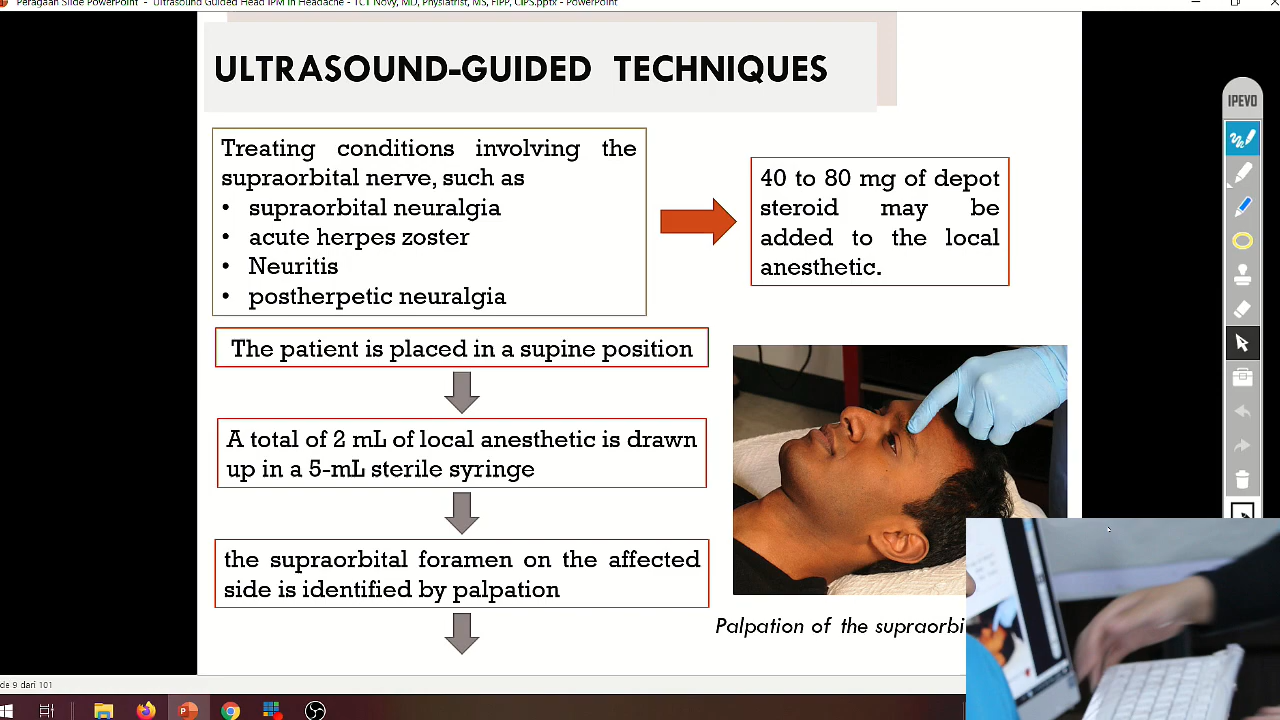 Peragaan Slide PowerPoint - Ultrasound Guided Head IPM in Headache - TCT Novy, MD, Physiatrist, MS, FIPP, CIPS.pptx - PowerPoint
ULTRASOUND-GUIDED TECHNIQUES
IPEVO
Treating conditions involving the
supraorbital nerve, such as
• supraorbital neuralgia
• acute herpes zoster
• Neuritis
• postherpetic neuralgia
40 to 80 mg of depot
steroid may be
added to the local
anesthetic.
The patient is placed in a supine position
A total of 2 mL of local anesthetic is drawn
up in a 5-mL sterile syringe
the supraorbital foramen on the affected
side is identified by palpation
Palpation of the supraorbi
de 9 dari 101